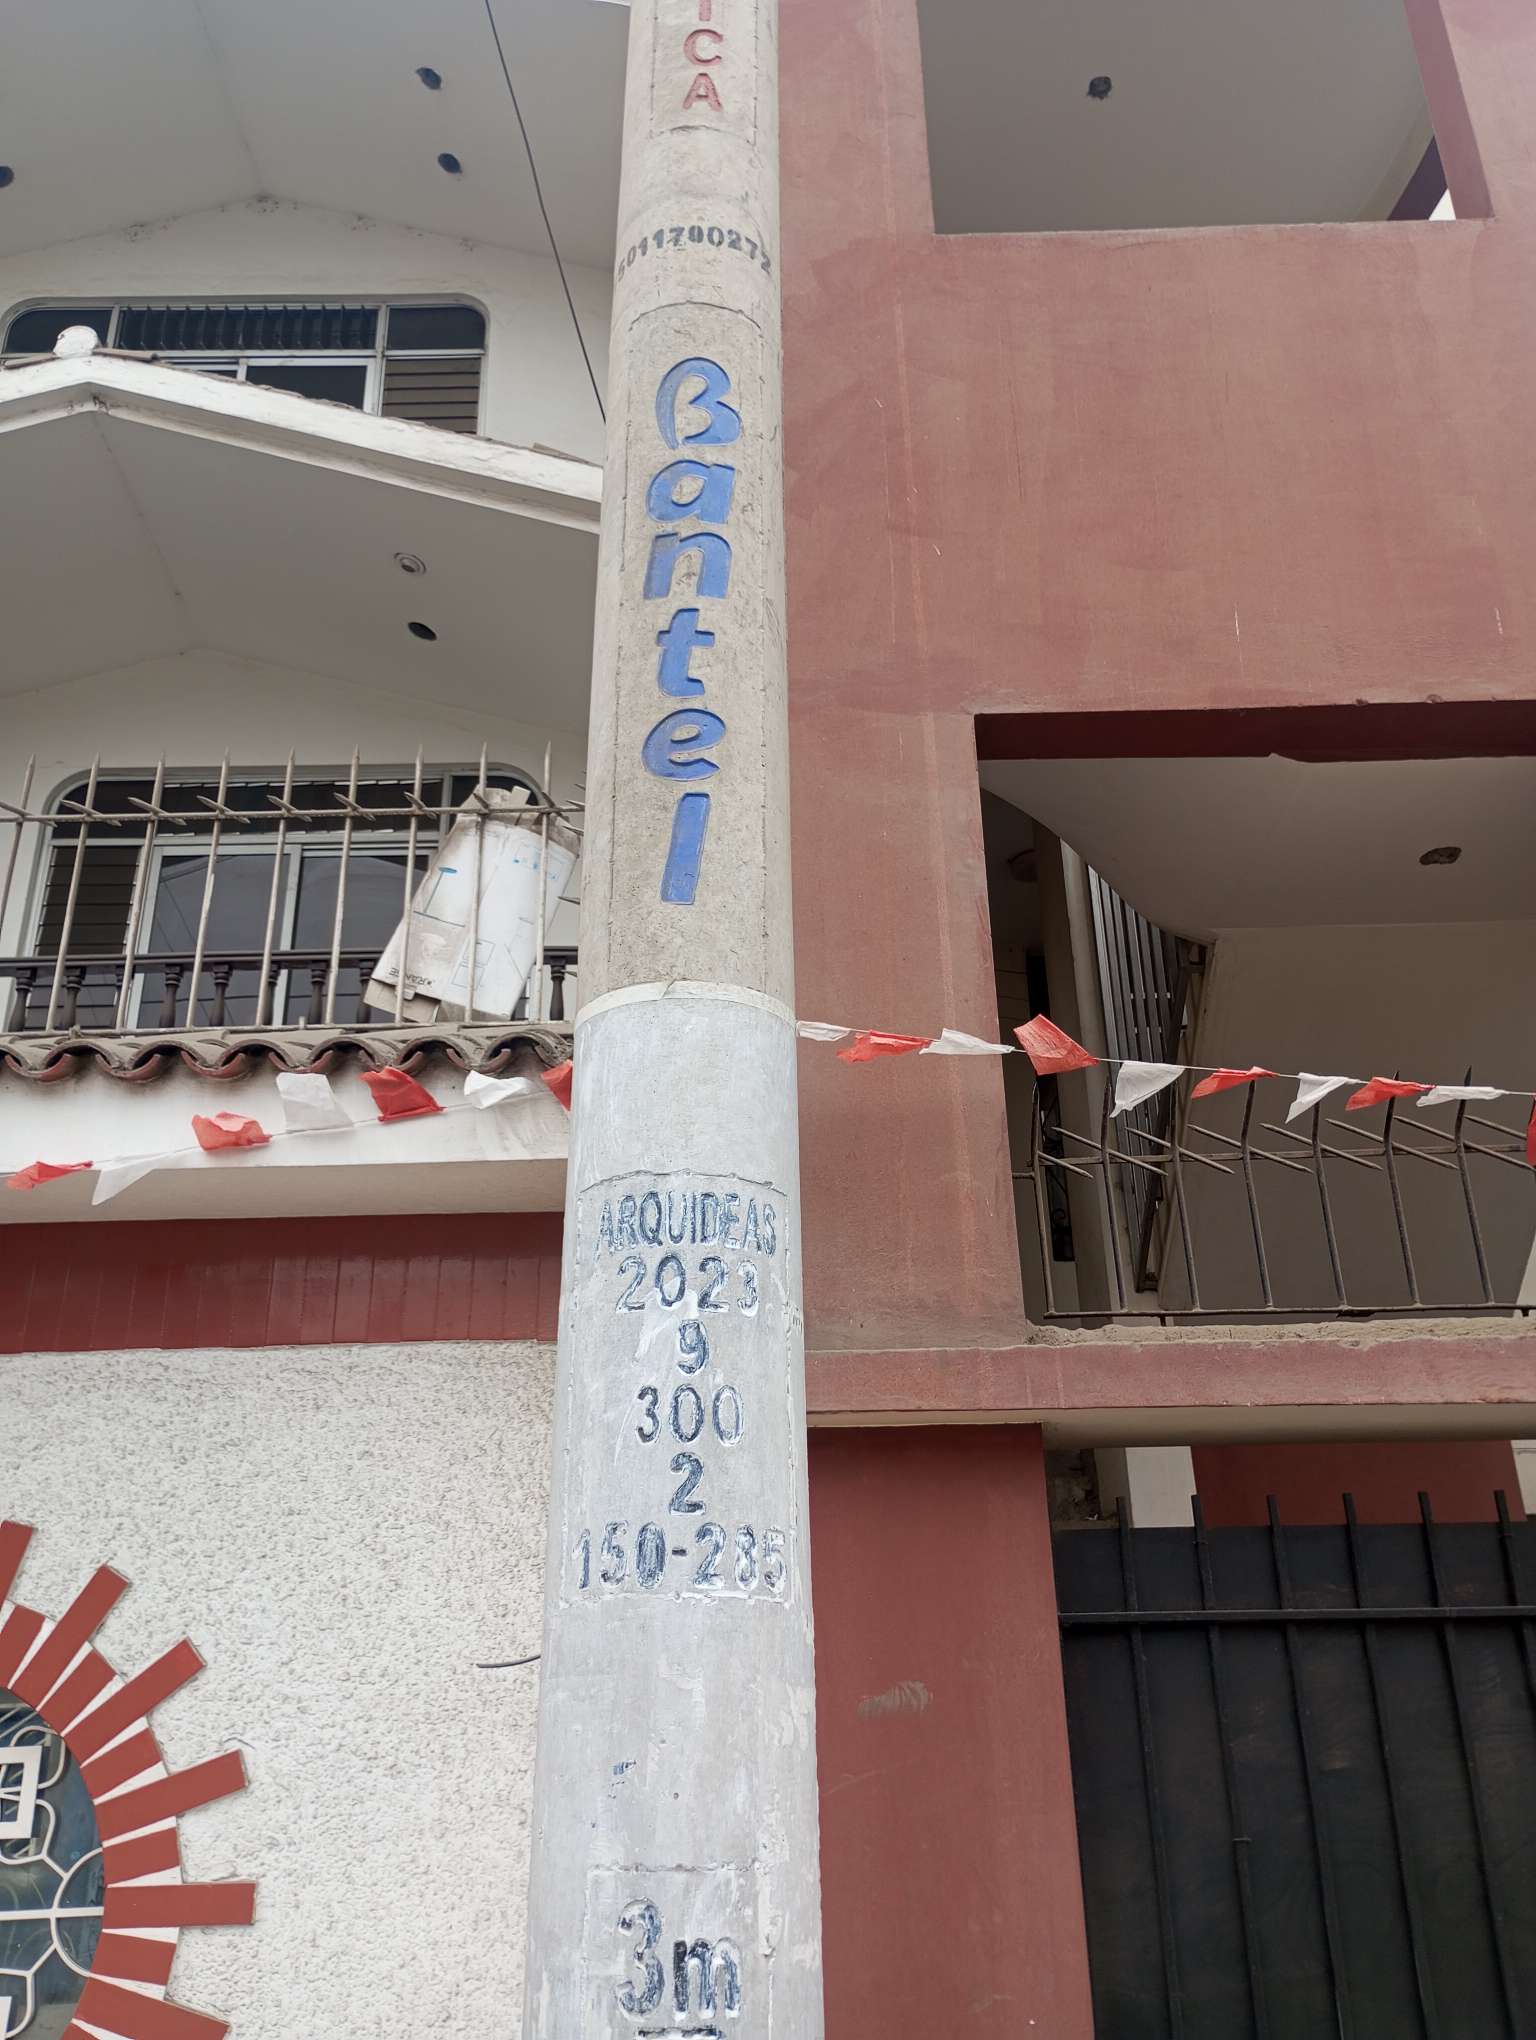 ICA
5011700272
Bantel
ARQUIDEAS
2023
9
300
2
150-285
3m